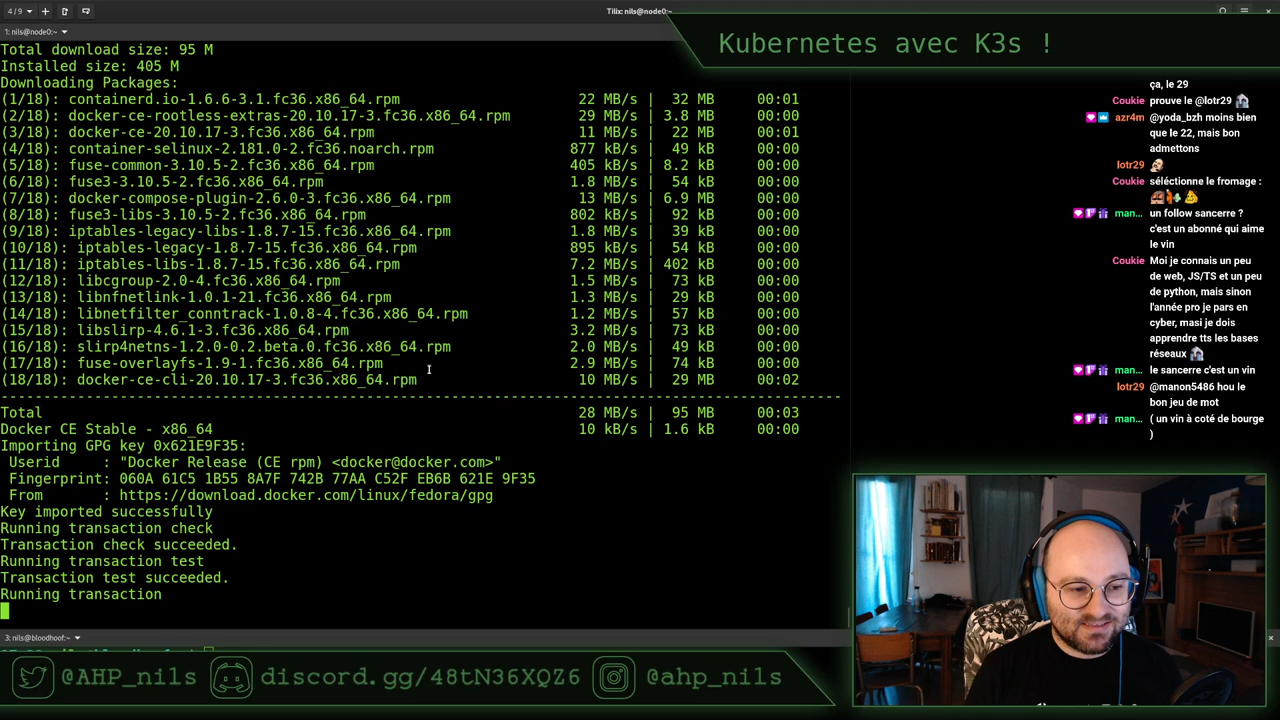 4 / 9
Tilix: nils@node0:~
1: nils@node0:~
Kubernetes avec K3s !
Total download size: 95 M
Installed size: 405 M
Downloading Packages:
(1/18): containerd.io-1.6.6-3.1.fc36.x86_64.rpm 22 MB/s | 32 MB 00:01
(2/18): docker-ce-rootless-extras-20.10.17-3.fc36.x86_64.rpm 29 MB/s | 3.8 MB 00:00
(3/18): docker-ce-20.10.17-3.fc36.x86_64.rpm 11 MB/s | 22 MB 00:01
(4/18): container-selinux-2.181.0-2.fc36.noarch.rpm 877 kB/s | 49 kB 00:00
(5/18): fuse-common-3.10.5-2.fc36.x86_64.rpm 405 kB/s | 8.2 kB 00:00
(6/18): fuse3-3.10.5-2.fc36.x86_64.rpm 1.8 MB/s | 54 kB 00:00
(7/18): docker-compose-plugin-2.6.0-3.fc36.x86_64.rpm 13 MB/s | 6.9 MB 00:00
(8/18): fuse3-libs-3.10.5-2.fc36.x86_64.rpm 802 kB/s | 92 kB 00:00
(9/18): iptables-legacy-libs-1.8.7-15.fc36.x86_64.rpm 1.8 MB/s | 39 kB 00:00
(10/18): iptables-legacy-1.8.7-15.fc36.x86_64.rpm 895 kB/s | 54 kB 00:00
(11/18): iptables-libs-1.8.7-15.fc36.x86_64.rpm 7.2 MB/s | 402 kB 00:00
(12/18): libcgroup-2.0-4.fc36.x86_64.rpm 1.5 MB/s | 73 kB 00:00
(13/18): libnfnetlink-1.0.1-21.fc36.x86_64.rpm 1.3 MB/s | 29 kB 00:00
(14/18): libnetfilter_conntrack-1.0.8-4.fc36.x86_64.rpm 1.2 MB/s | 57 kB 00:00
(15/18): libslirp-4.6.1-3.fc36.x86_64.rpm 3.2 MB/s | 73 kB 00:00
(16/18): slirp4netns-1.2.0-0.2.beta.0.fc36.x86_64.rpm 2.0 MB/s | 49 kB 00:00
(17/18): fuse-overlayfs-1.9-1.fc36.x86_64.rpm 2.9 MB/s | 74 kB 00:00
(18/18): docker-ce-cli-20.10.17-3.fc36.x86_64.rpm 10 MB/s | 29 MB 00:02
--------------------------------------------------------------------------------
Total 28 MB/s | 95 MB 00:03
Docker CE Stable - x86_64 10 kB/s | 1.6 kB 00:00
Importing GPG key 0x621E9F35:
Userid : "Docker Release (CE rpm) <docker@docker.com>"
Fingerprint: 060A 61C5 1B55 8A7F 742B 77AA C52F EB6B 621E 9F35
From : https://download.docker.com/linux/fedora/gpg
Key imported successfully
Running transaction check
Transaction check succeeded.
Running transaction test
Transaction test succeeded.
Running transaction
3: nils@bloodhoof:~
ça, le 29
Coukie prouve le @lotr29
azr4m @yoda_bzh moins bien
que le 22, mais bon
admettons
lotr29
Coukie séléctionne le fromage :
man... un follow sancerre ?
c'est un abonné qui aime
le vin
Coukie Moi je connais un peu
de web, JS/TS et un peu
de python, mais sinon
l'année pro je pars en
cyber, masi je dois
apprendre tts les bases
réseaux
man... le sancerre c'est un vin
lotr29 @manon5486 hou le
bon jeu de mot
man... ( un vin à coté de bourge
)
@AHP_nils discord.gg/48tN36XQZ6 @ahp_nils